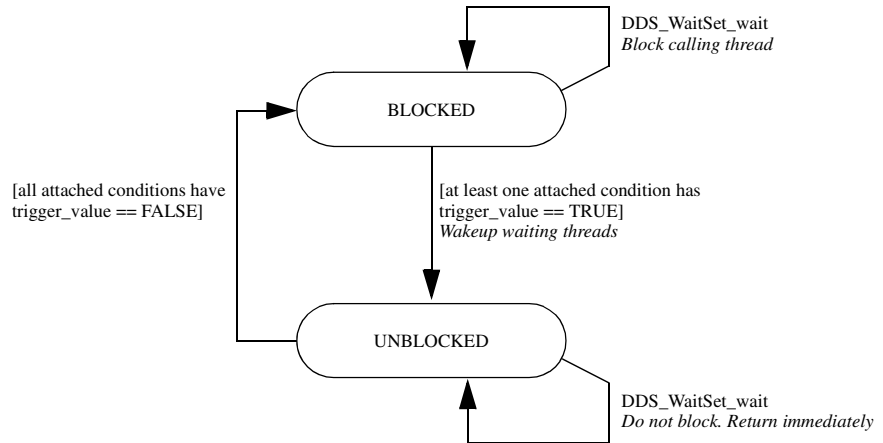 DDS_WaitSet_wait
Block calling thread
BLOCKED
[all attached conditions have
trigger_value == FALSE]
[at least one attached condition has
trigger_value == TRUE]
Wakeup waiting threads
UNBLOCKED
DDS_WaitSet_wait
Do not block. Return immediately